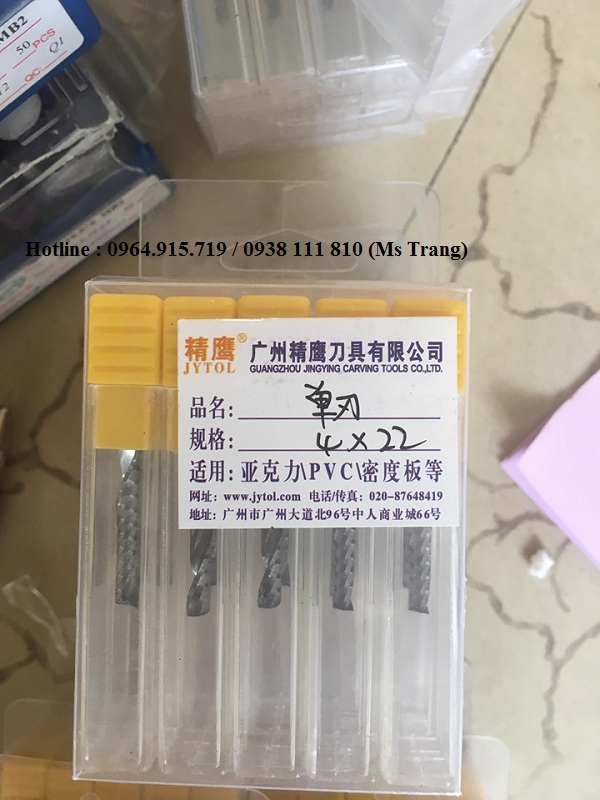 MB2
50 PCS
12
QC Q1
Hotline : 0964.915.719 / 0938 111 810 (Ms Trang)
精鹰® 广州精鹰刀具有限公司
JYTOL GUANGZHOU JINGYING CARVING TOOLS CO.,LTD.
品名: 单刃
规格: 4×22
适用: 亚克力\PVC\密度板等
网址: www.jytol.com 电话/传真: 020-87648419
地址: 广州市广州大道北96号中人商业城66号